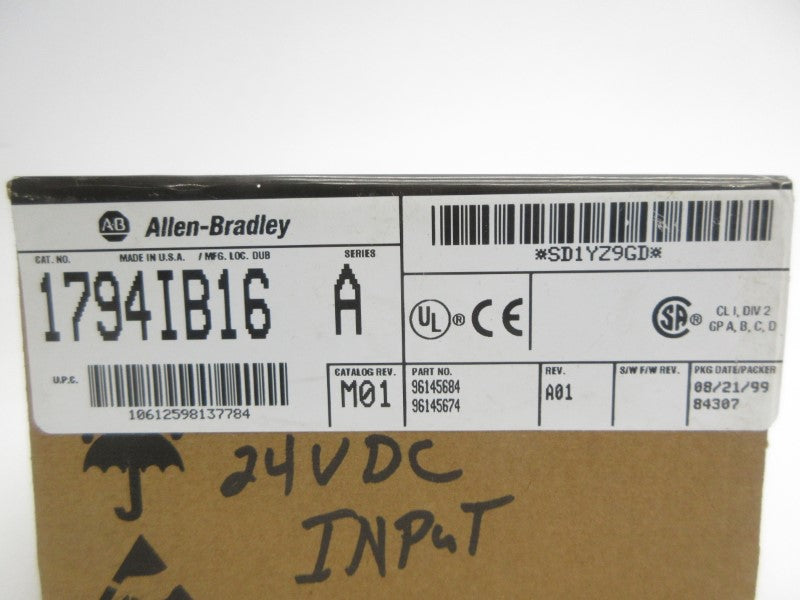 AB Allen-Bradley
*SD1YZ9GD*
CAT. NO. MADE IN U.S.A. / MFG. LOC. DUB SERIES
1794IB16 A
UL ® CE
SA ® CL I, DIV 2
GP A, B, C, D
U.P.C.
10612598137784
CATALOG REV.
M01
PART NO.
96145684
96145674
REV.
A01
S/W F/W REV.
PKG DATE/PACKER
08/21/99
84307
24VDC
INPuT